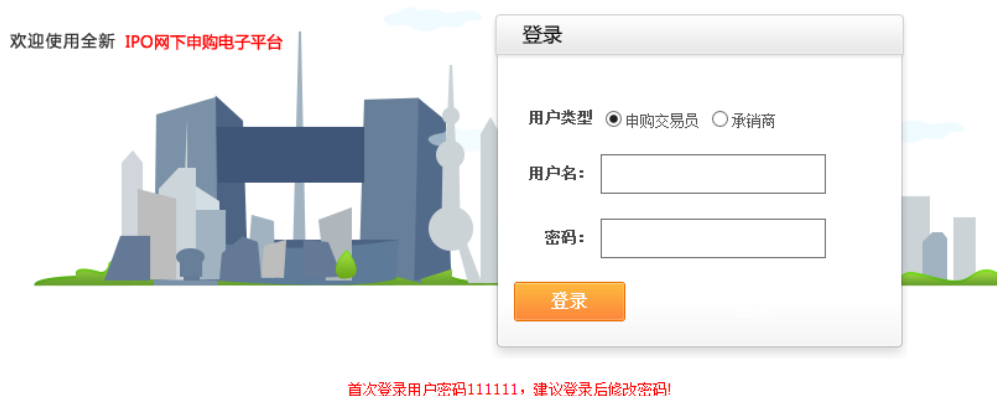 欢迎使用全新 IPO网下申购电子平台
登录
用户类型 申购交易员 承销商
用户名：
密码：
登录
首次登录用户密码111111，建议登录后修改密码!